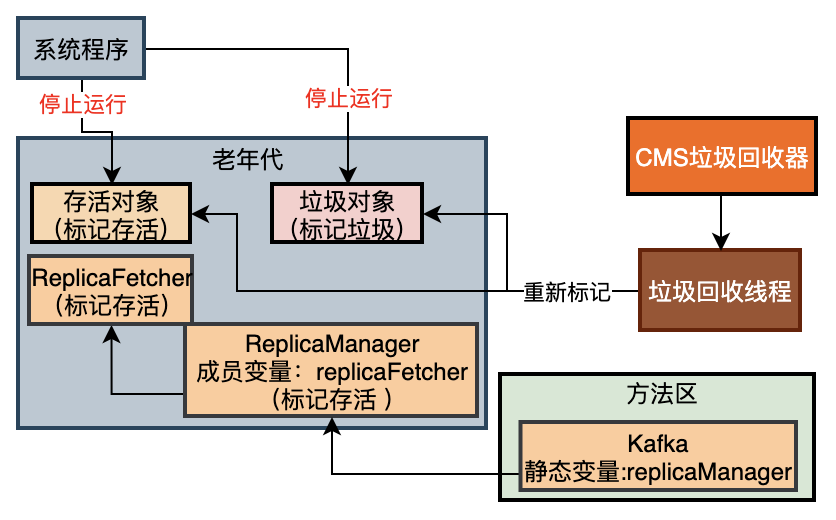 系统程序
停止运行
停止运行
老年代
存活对象
（标记存活）
垃圾对象
（标记垃圾）
CMS垃圾回收器
ReplicaFetcher
（标记存活）
重新标记
垃圾回收线程
ReplicaManager
成员变量：replicaFetcher
（标记存活 ）
方法区
Kafka
静态变量:replicaManager